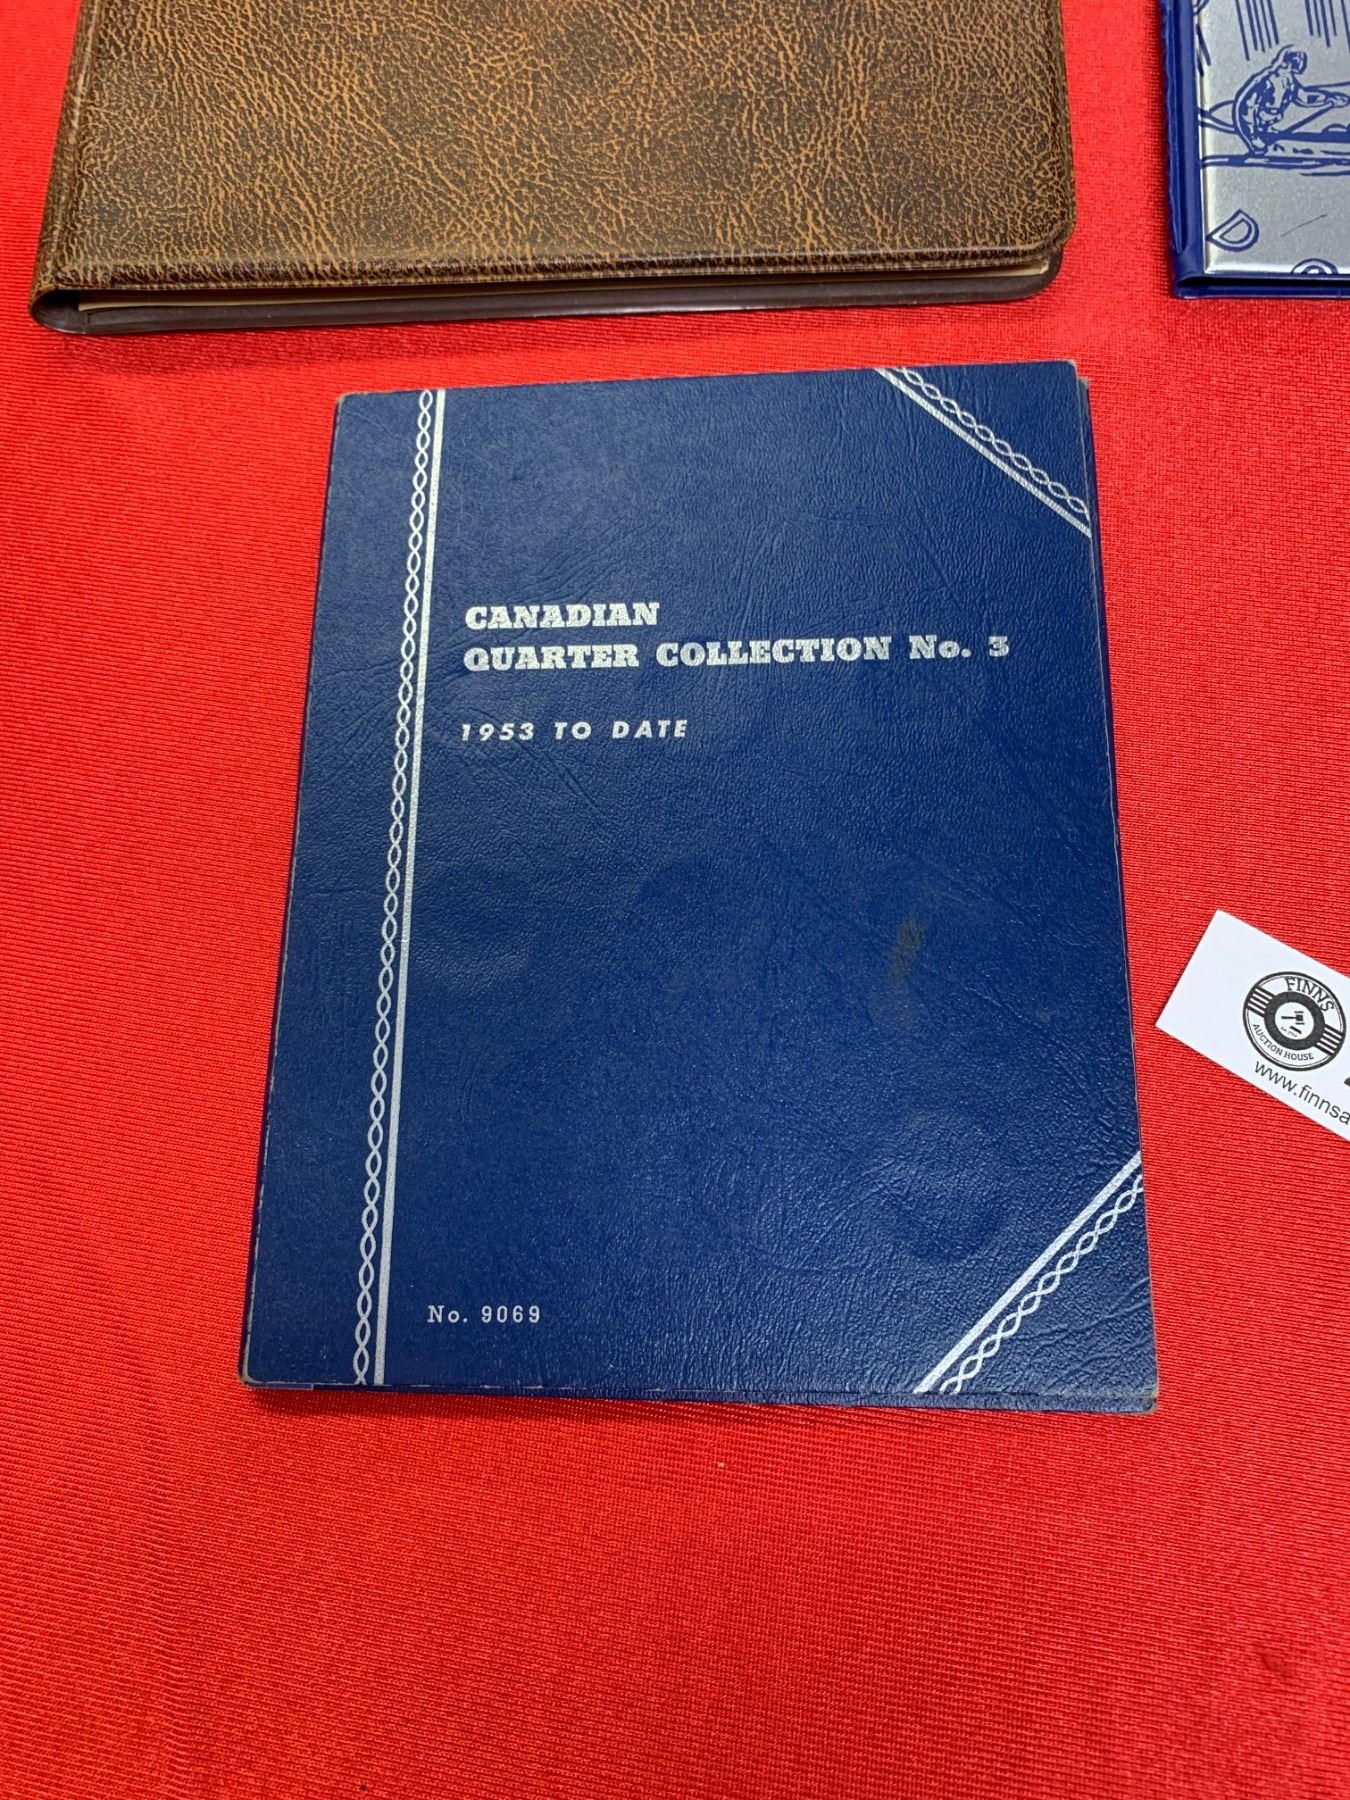 CANADIAN
QUARTER COLLECTION No. 3
1953 TO DATE
No. 9069
FINNS
AUCTION HOUSE
www.finnsa